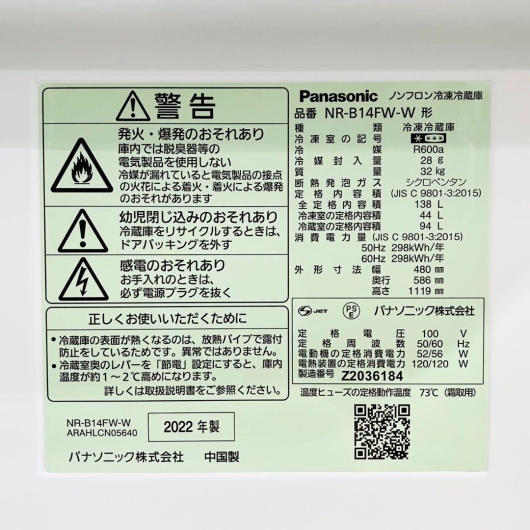 警告
発火・爆発のおそれあり
庫内では脱臭器等の
電気製品を使用しない
冷媒が漏れていると電気製品の接点
の火花による着火・着火による爆発
のおそれがあります。
幼児閉じ込みのおそれあり
冷蔵庫をリサイクルするときは、
ドアパッキングを外す
感電のおそれあり
お手入れのときは、
必ず電源プラグを抜く
正しくお使いいただくために
●冷蔵庫の表面が熱くなるのは、放熱パイプで露付
防止をしているためです。異常ではありません。
●冷蔵室奥のレバーを「節電」設定にすると、庫内
温度が約1~2℃高めになります。
詳しくは取扱説明書をご参照ください。
NR-B14FW-W
ARAHLCN05640
2022 年製
パナソニック株式会社 中国製
Panasonic ノンフロン冷凍冷蔵庫
品番 NR-B14FW-W 形
種類 冷凍冷蔵庫
冷凍室の記号
冷媒 R600a
冷媒封入量 28 g
質量 32 kg
断熱発泡ガス シクロペンタン
定格内容積 (JIS C 9801-3:2015)
全定格内容積 138 L
冷凍室の定格内容積 44 L
冷蔵室の定格内容積 94 L
消費電力量 (JIS C 9801-3:2015)
50Hz 298kWh/年
60Hz 298kWh/年
外形寸法 幅 480 mm
奥行 586 mm
高さ 1119 mm
S JET PS E パナソニック株式会社
定格電圧 100 V
定格周波数 50/60 Hz
電動機の定格消費電力 52/56 W
電熱装置の定格消費電力 120/120 W
製造番号 Z2036184
温度ヒューズの定格動作温度 73℃ (霜取用)